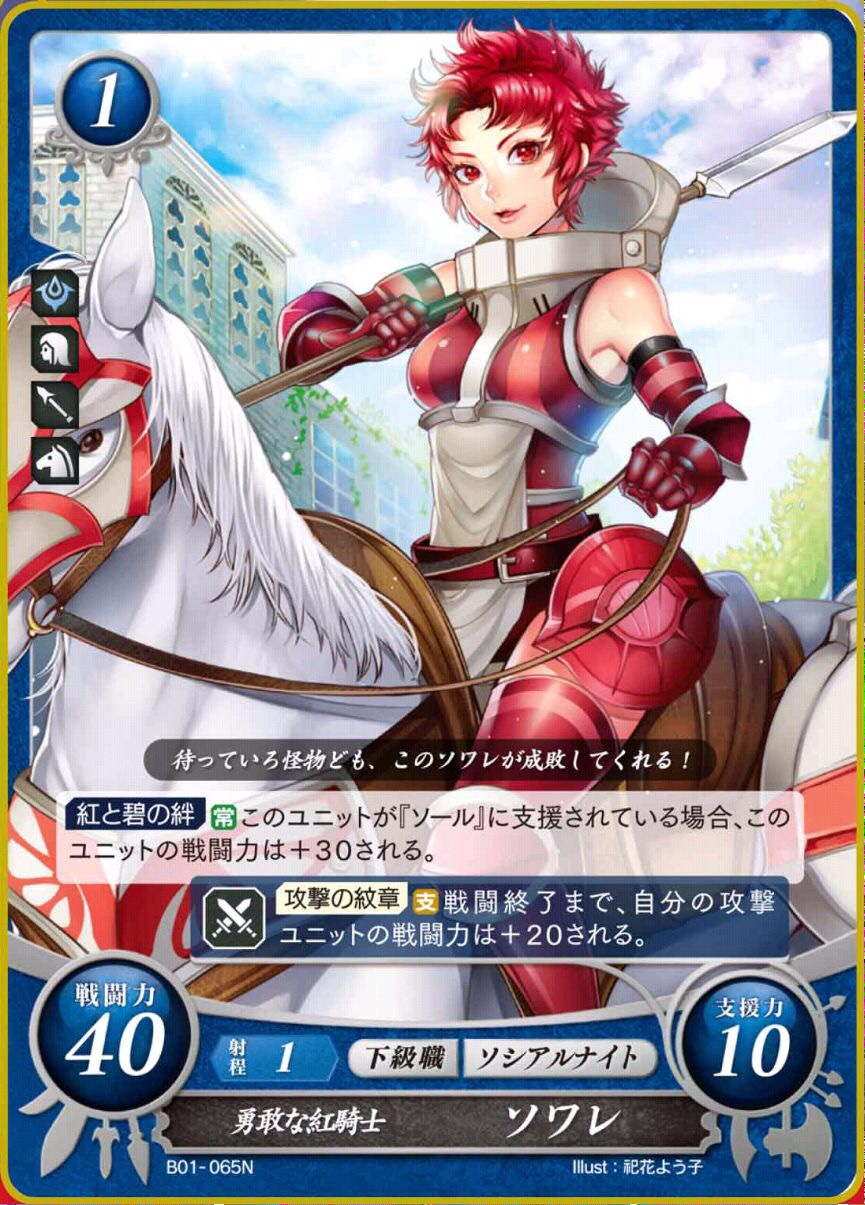 1
待っていろ怪物ども、このソワレが成敗してくれる！
紅と碧の絆 常 このユニットが『ソール』に支援されている場合、この
ユニットの戦闘力は＋30される。
攻撃の紋章 支 戦闘終了まで、自分の攻撃
ユニットの戦闘力は＋20される。
戦闘力
40
射程 1
下級職 ソシアルナイト
支援力
10
勇敢な紅騎士 ソワレ
B01-065N Illust：祀花よう子